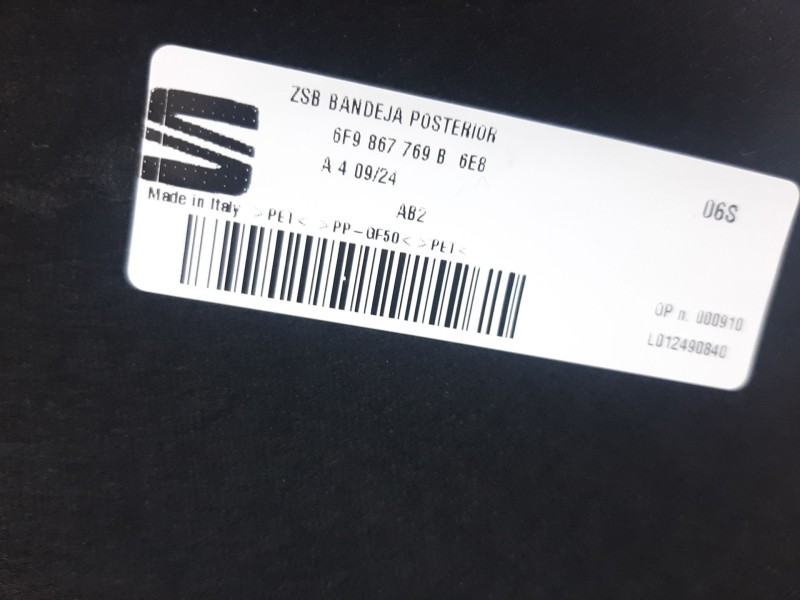 ZSB BANDEJA POSTERIOR
6F9 867 769 B 6E8
A 4 09/24
AB2
06S
Made in Italy >PET< >PP-GF50< >PET<
OP n. 000910
L012490840